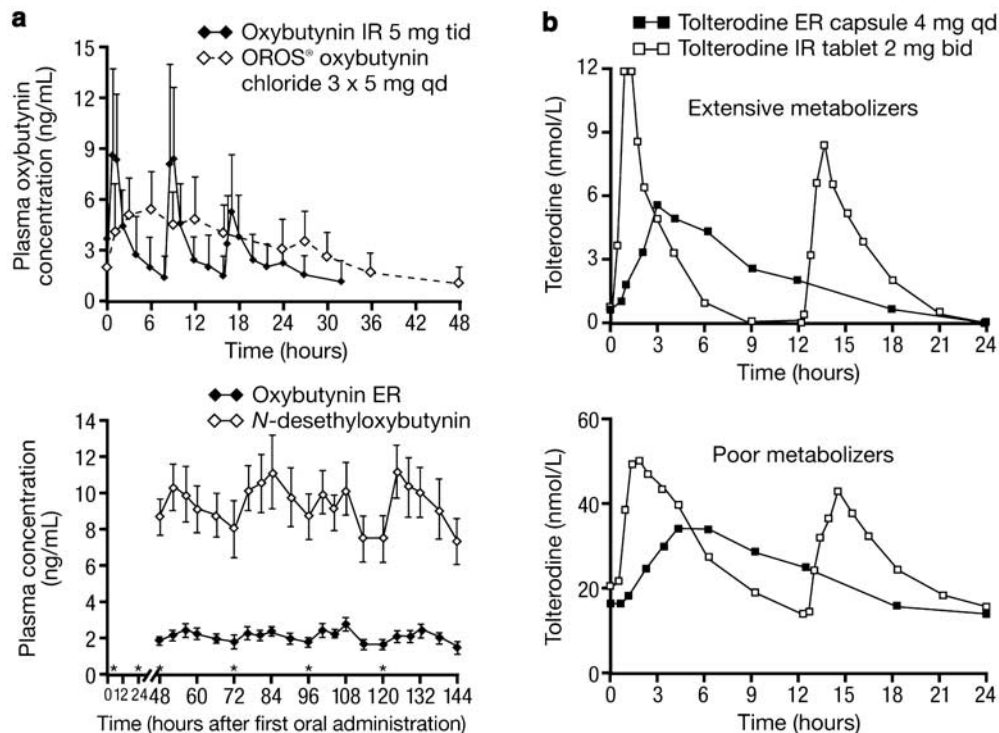 a
Oxybutynin IR 5 mg tid
OROS® oxybutynin
chloride 3 x 5 mg qd
Plasma oxybutynin
concentration (ng/mL)
15
12
9
6
3
0
0 6 12 18 24 30 36 42 48
Time (hours)
Oxybutynin ER
N-desethyloxybutynin
Plasma concentration
(ng/mL)
14
12
10
8
6
4
2
0
* * * * * *
0 12 24 48 60 72 84 96 108 120 132 144
Time (hours after first oral administration)
b
Tolterodine ER capsule 4 mg qd
Tolterodine IR tablet 2 mg bid
Extensive metabolizers
Tolterodine (nmol/L)
12
9
6
3
0
0 3 6 9 12 15 18 21 24
Time (hours)
Poor metabolizers
Tolterodine (nmol/L)
60
40
20
0
0 3 6 9 12 15 18 21 24
Time (hours)